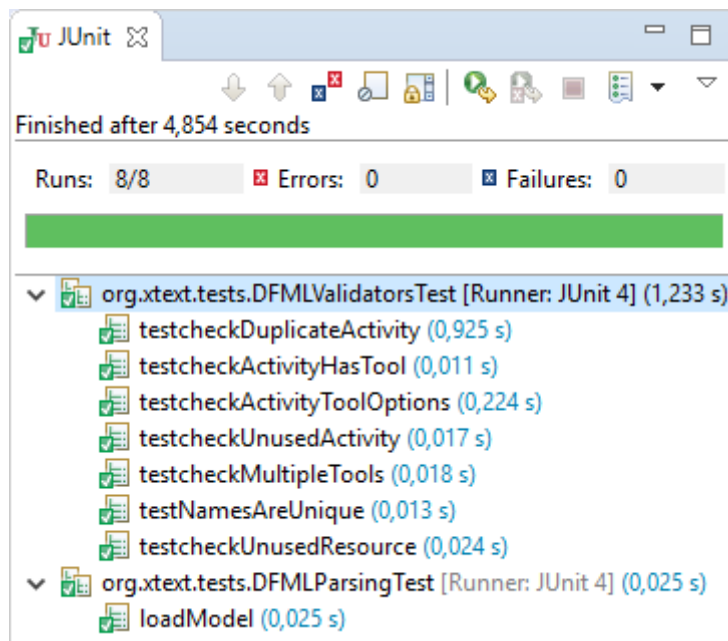 JUnit
Finished after 4,854 seconds
Runs: 8/8 Errors: 0 Failures: 0
org.xtext.tests.DFMLValidatorsTest [Runner: JUnit 4] (1,233 s)
testcheckDuplicateActivity (0,925 s)
testcheckActivityHasTool (0,011 s)
testcheckActivityToolOptions (0,224 s)
testcheckUnusedActivity (0,017 s)
testcheckMultipleTools (0,018 s)
testNamesAreUnique (0,013 s)
testcheckUnusedResource (0,024 s)
org.xtext.tests.DFMLParsingTest [Runner: JUnit 4] (0,025 s)
loadModel (0,025 s)